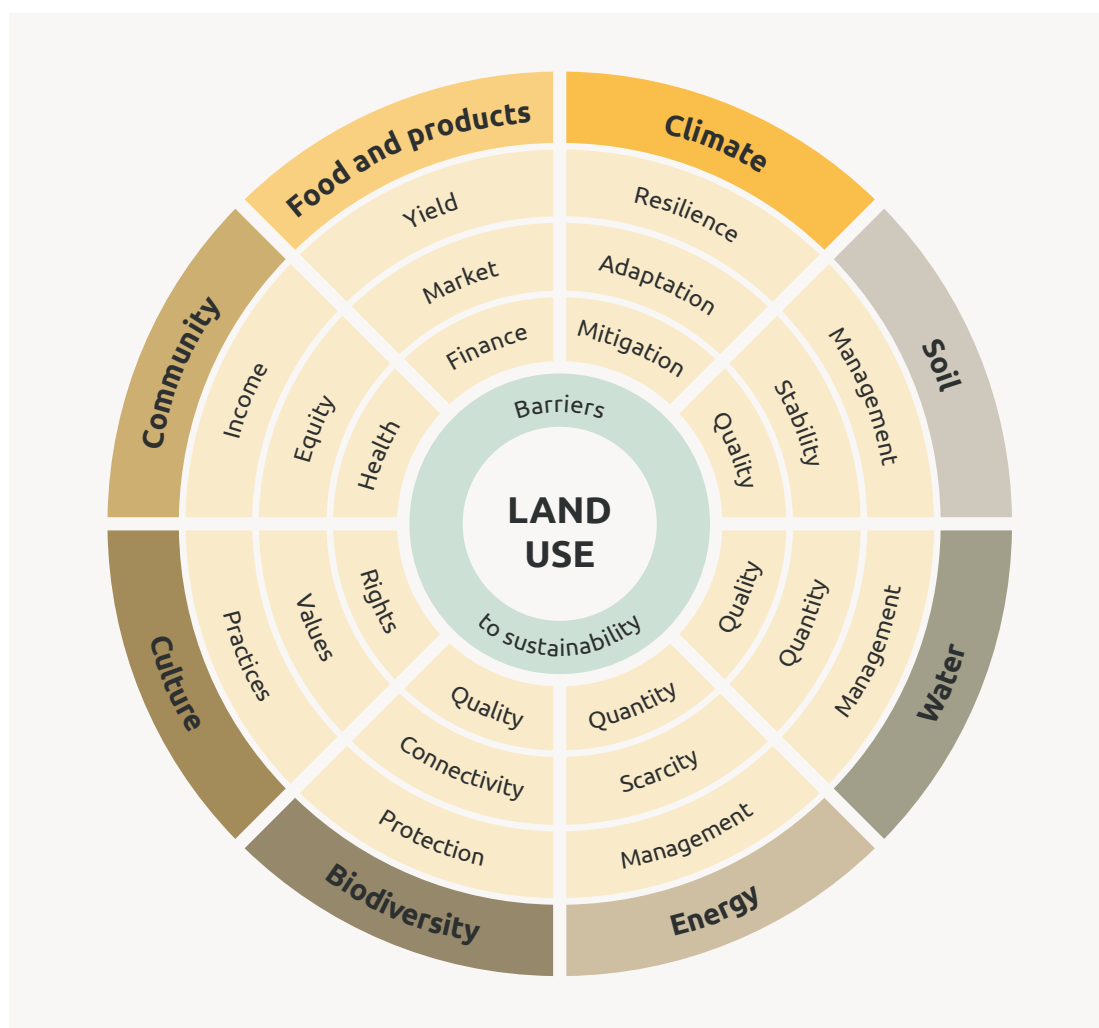 Food and products
Yield
Market
Finance
Climate
Resilience
Adaptation
Mitigation
Soil
Management
Stability
Quality
Water
Management
Quantity
Quality
Energy
Management
Scarcity
Quantity
Biodiversity
Protection
Connectivity
Quality
Culture
Practices
Values
Rights
Community
Income
Equity
Health
Barriers
to sustainability
LAND
USE